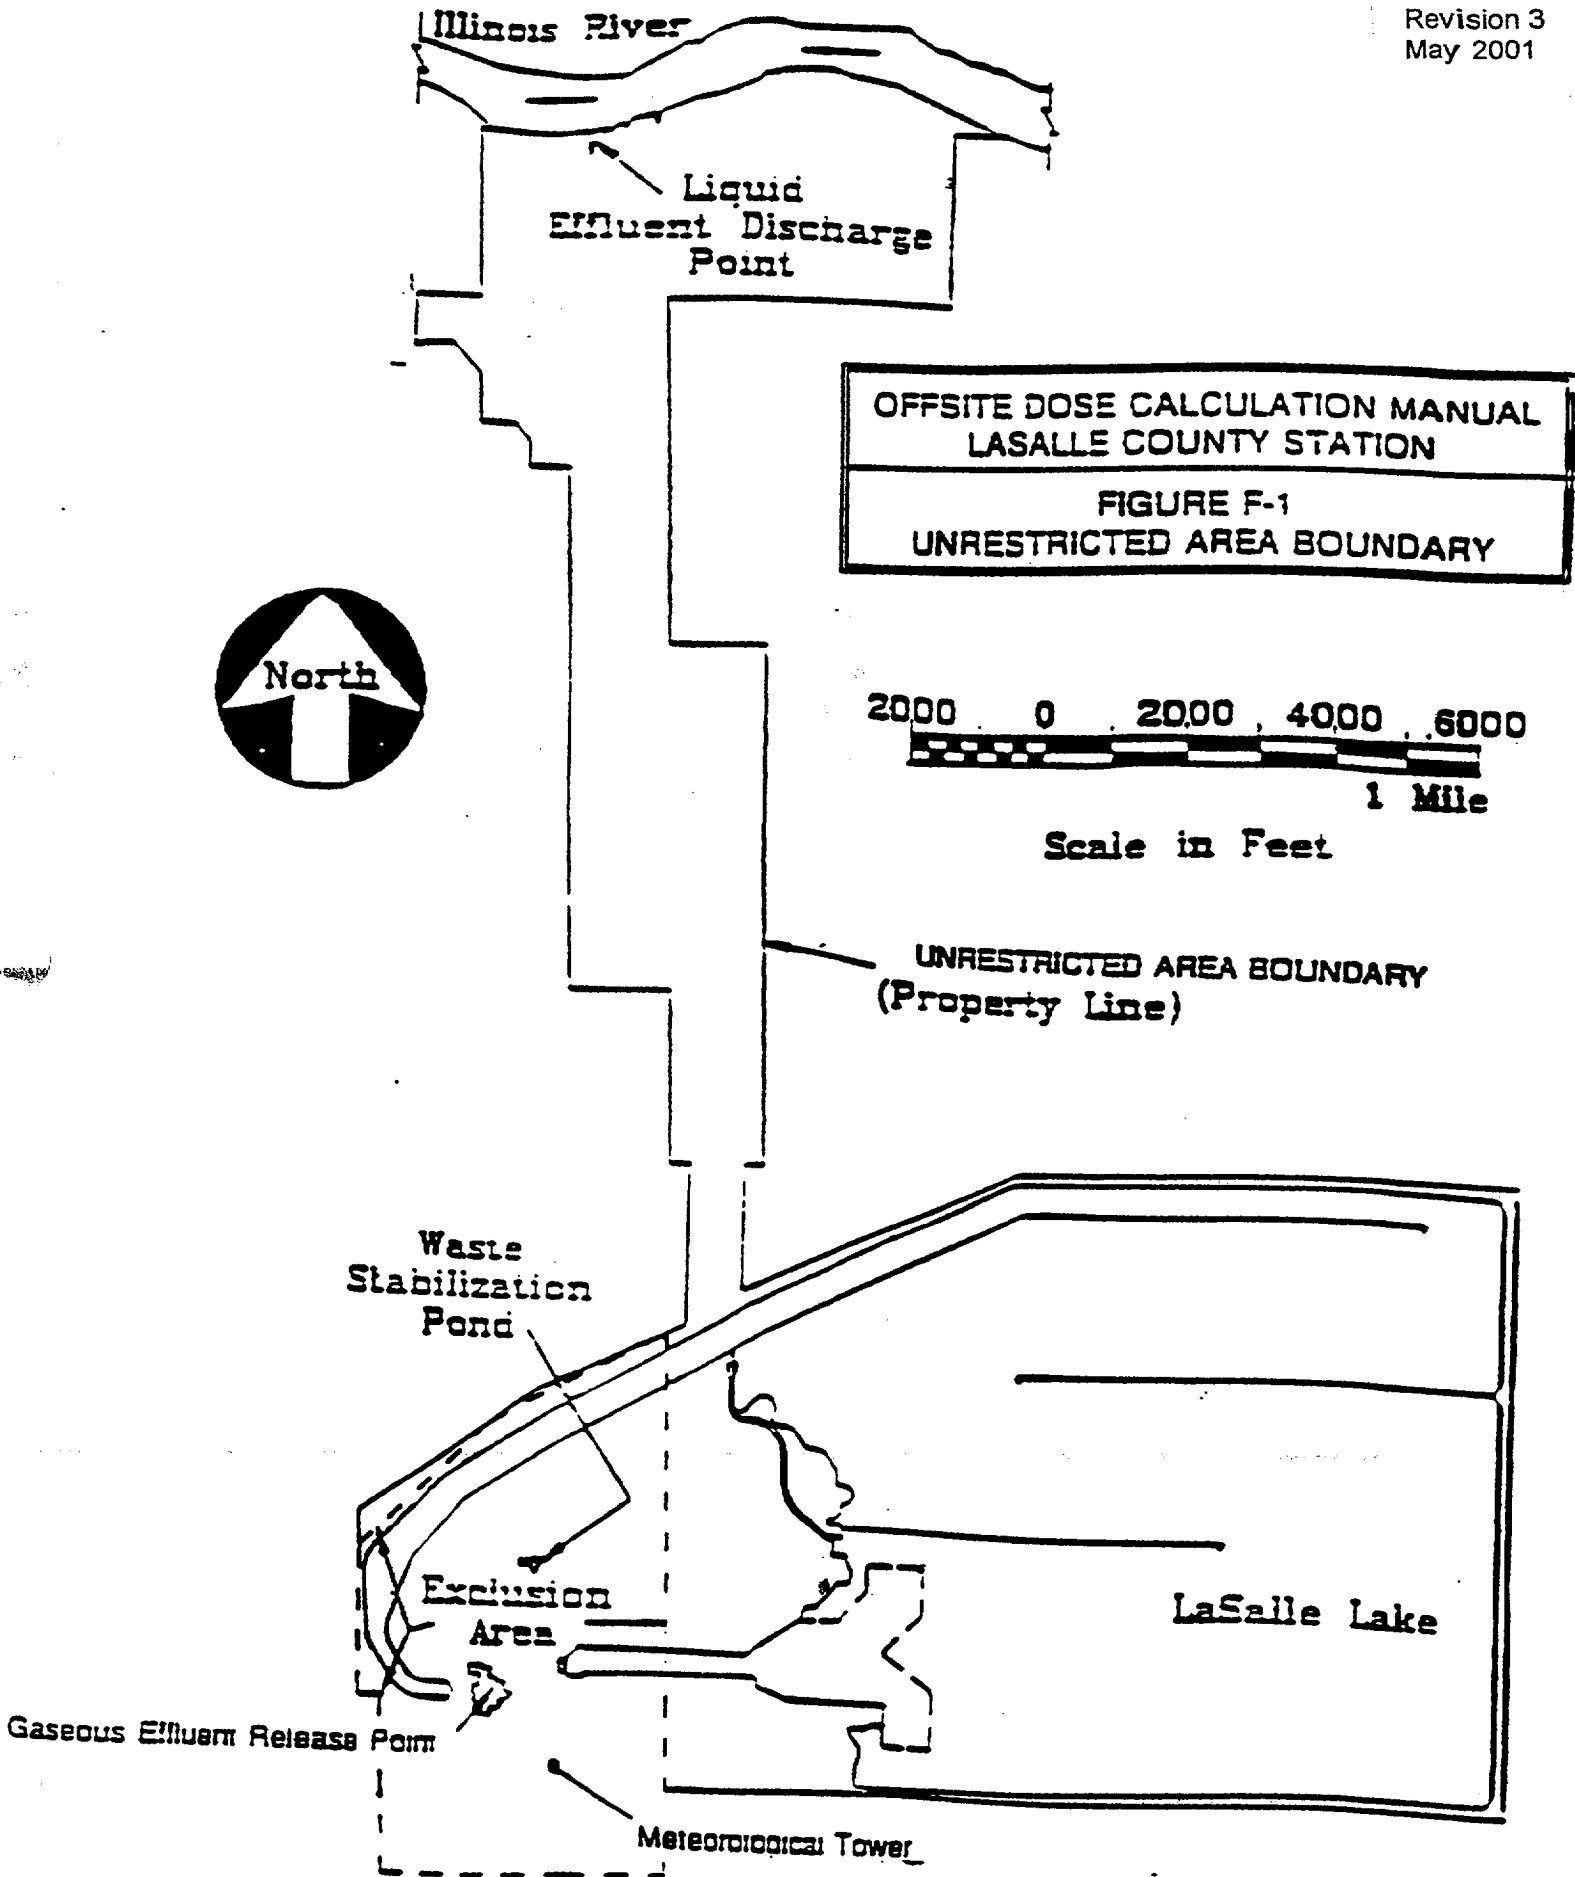 Revision 3
May 2001
Illinois River
Liquid
Effluent Discharge
Point
OFFSITE DOSE CALCULATION MANUAL
LASALLE COUNTY STATION
FIGURE F-1
UNRESTRICTED AREA BOUNDARY
North
2000 0 2000 4000 6000
1 Mile
Scale in Feet
UNRESTRICTED AREA BOUNDARY
(Property Line)
Waste
Stabilization
Pond
Exclusion
Area
LaSalle Lake
Gaseous Effluent Release Point
Meteorological Tower